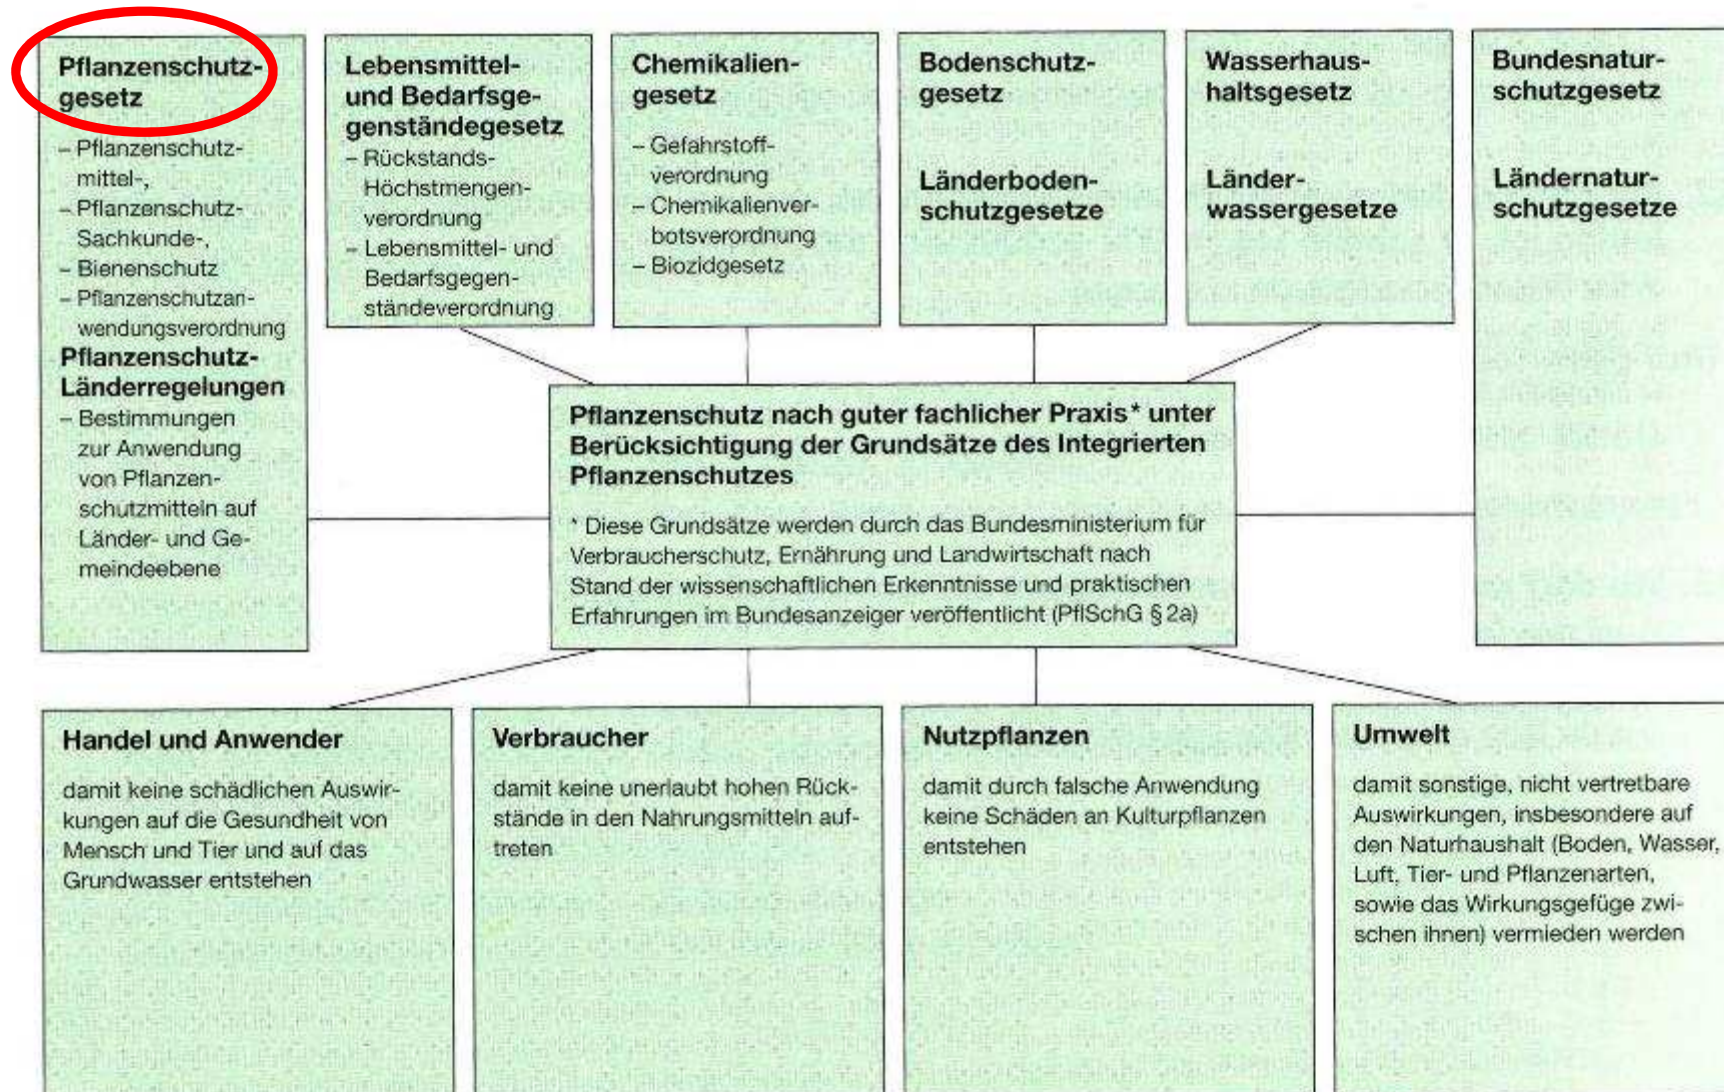 Pflanzenschutz-
gesetz
– Pflanzenschutz-
mittel-,
– Pflanzenschutz-
Sachkunde-,
– Bienenschutz
– Pflanzenschutzan-
wendungsverordnung
Pflanzenschutz-
Länderregelungen
– Bestimmungen
zur Anwendung
von Pflanzen-
schutzmitteln auf
Länder- und Ge-
meindeebene
Lebensmittel-
und Bedarfsge-
genständegesetz
– Rückstands-
Höchstmengen-
verordnung
– Lebensmittel- und
Bedarfsgegen-
ständeverordnung
Chemikalien-
gesetz
– Gefahrstoff-
verordnung
– Chemikalienver-
botsverordnung
– Biozidgesetz
Bodenschutz-
gesetz
Länderboden-
schutzgesetze
Wasserhaus-
haltsgesetz
Länder-
wassergesetze
Bundesnatur-
schutzgesetz
Ländernatur-
schutzgesetze
Pflanzenschutz nach guter fachlicher Praxis* unter
Berücksichtigung der Grundsätze des Integrierten
Pflanzenschutzes
* Diese Grundsätze werden durch das Bundesministerium für
Verbraucherschutz, Ernährung und Landwirtschaft nach
Stand der wissenschaftlichen Erkenntnisse und praktischen
Erfahrungen im Bundesanzeiger veröffentlicht (PflSchG § 2a)
Handel und Anwender
damit keine schädlichen Auswir-
kungen auf die Gesundheit von
Mensch und Tier und auf das
Grundwasser entstehen
Verbraucher
damit keine unerlaubt hohen Rück-
stände in den Nahrungsmitteln auf-
treten
Nutzpflanzen
damit durch falsche Anwendung
keine Schäden an Kulturpflanzen
entstehen
Umwelt
damit sonstige, nicht vertretbare
Auswirkungen, insbesondere auf
den Naturhaushalt (Boden, Wasser,
Luft, Tier- und Pflanzenarten,
sowie das Wirkungsgefüge zwi-
schen ihnen) vermieden werden